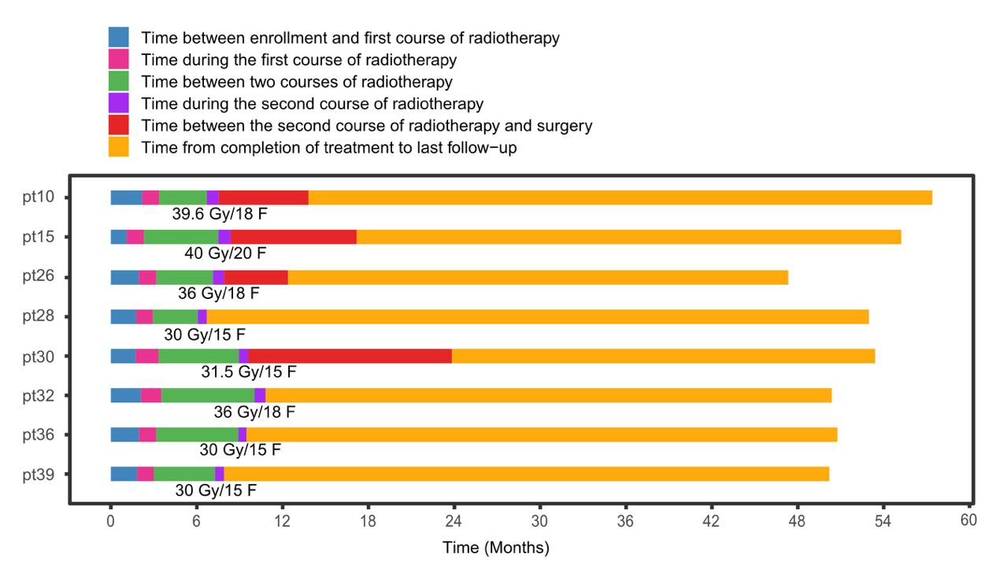 Time between enrollment and first course of radiotherapy
Time during the first course of radiotherapy
Time between two courses of radiotherapy
Time during the second course of radiotherapy
Time between the second course of radiotherapy and surgery
Time from completion of treatment to last follow−up
pt10
39.6 Gy/18 F
pt15
40 Gy/20 F
pt26
36 Gy/18 F
pt28
30 Gy/15 F
pt30
31.5 Gy/15 F
pt32
36 Gy/18 F
pt36
30 Gy/15 F
pt39
30 Gy/15 F
0 6 12 18 24 30 36 42 48 54 60
Time (Months)